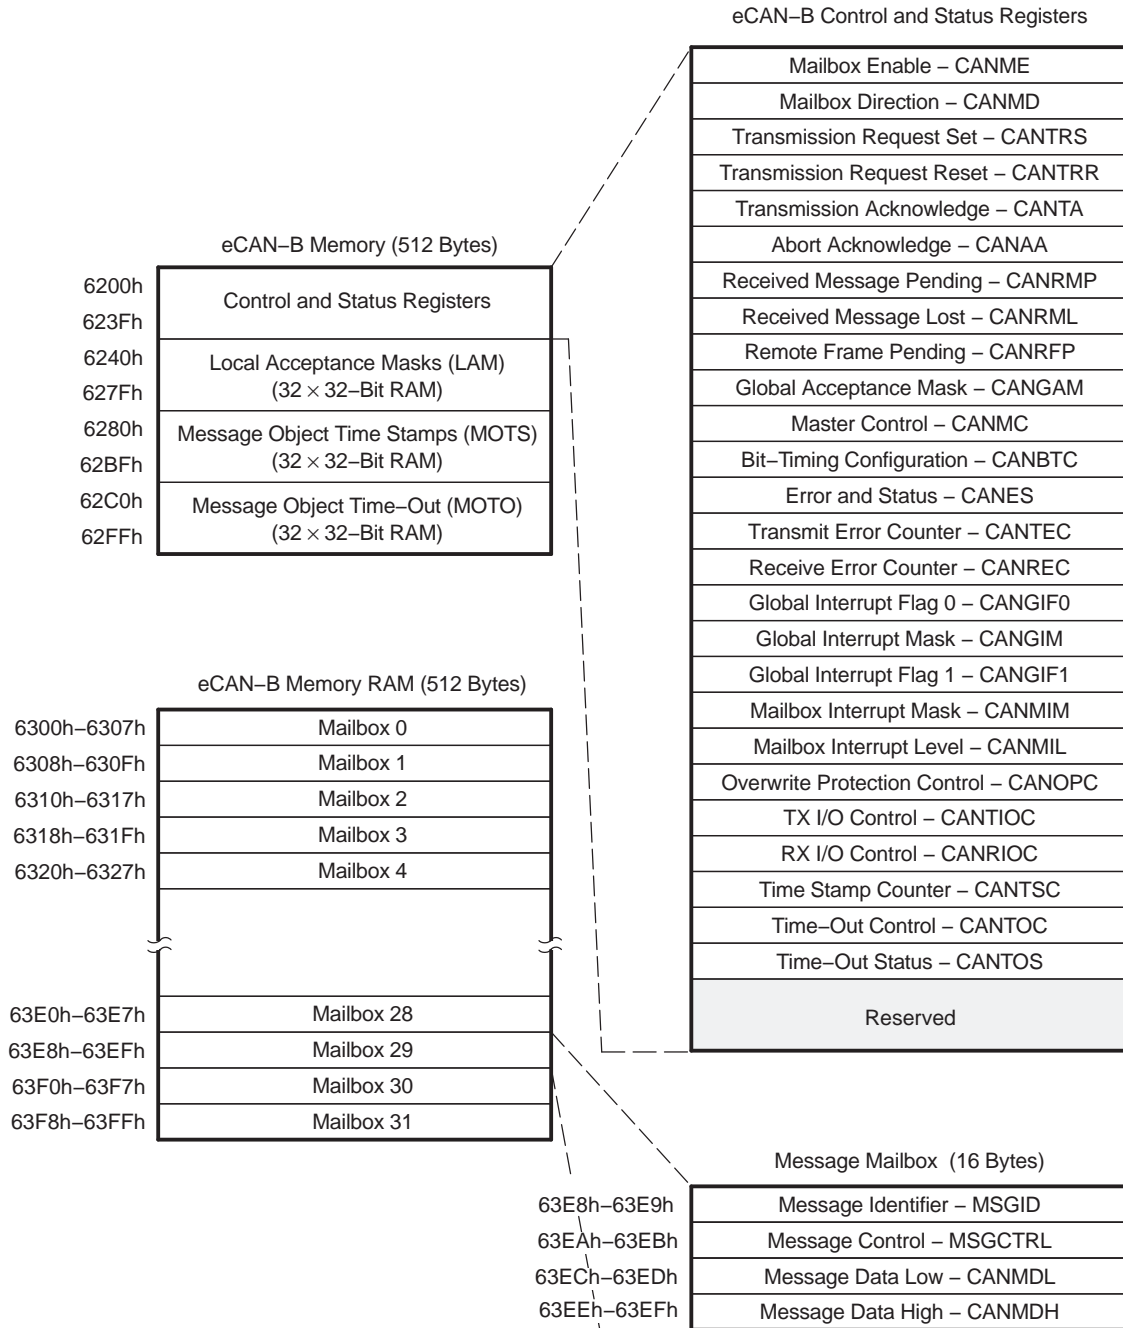 eCAN−B Control and Status Registers
Mailbox Enable − CANME
Mailbox Direction − CANMD
Transmission Request Set − CANTRS
Transmission Request Reset − CANTRR
Transmission Acknowledge − CANTA
Abort Acknowledge − CANAA
Received Message Pending − CANRMP
Received Message Lost − CANRML
Remote Frame Pending − CANRFP
Global Acceptance Mask − CANGAM
Master Control − CANMC
Bit−Timing Configuration − CANBTC
Error and Status − CANES
Transmit Error Counter − CANTEC
Receive Error Counter − CANREC
Global Interrupt Flag 0 − CANGIF0
Global Interrupt Mask − CANGIM
Global Interrupt Flag 1 − CANGIF1
Mailbox Interrupt Mask − CANMIM
Mailbox Interrupt Level − CANMIL
Overwrite Protection Control − CANOPC
TX I/O Control − CANTIOC
RX I/O Control − CANRIOC
Time Stamp Counter − CANTSC
Time−Out Control − CANTOC
Time−Out Status − CANTOS
Reserved
eCAN−B Memory (512 Bytes)
6200h
Control and Status Registers
623Fh
6240h
Local Acceptance Masks (LAM)
(32 × 32−Bit RAM)
627Fh
6280h
Message Object Time Stamps (MOTS)
(32 × 32−Bit RAM)
62BFh
62C0h
Message Object Time−Out (MOTO)
(32 × 32−Bit RAM)
62FFh
eCAN−B Memory RAM (512 Bytes)
6300h−6307h Mailbox 0
6308h−630Fh Mailbox 1
6310h−6317h Mailbox 2
6318h−631Fh Mailbox 3
6320h−6327h Mailbox 4
63E0h−63E7h Mailbox 28
63E8h−63EFh Mailbox 29
63F0h−63F7h Mailbox 30
63F8h−63FFh Mailbox 31
Message Mailbox (16 Bytes)
63E8h−63E9h Message Identifier − MSGID
63EAh−63EBh Message Control − MSGCTRL
63ECh−63EDh Message Data Low − CANMDL
63EEh−63EFh Message Data High − CANMDH